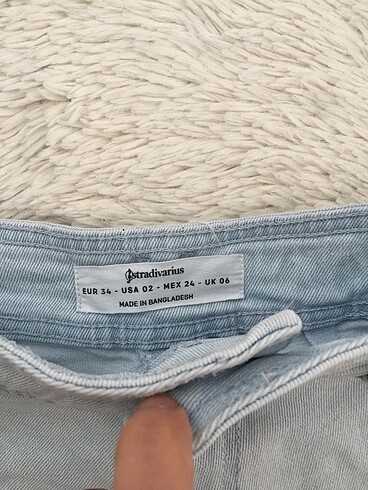 stradivarius
EUR 34 - USA 02 - MEX 24 - UK 06
MADE IN BANGLADESH